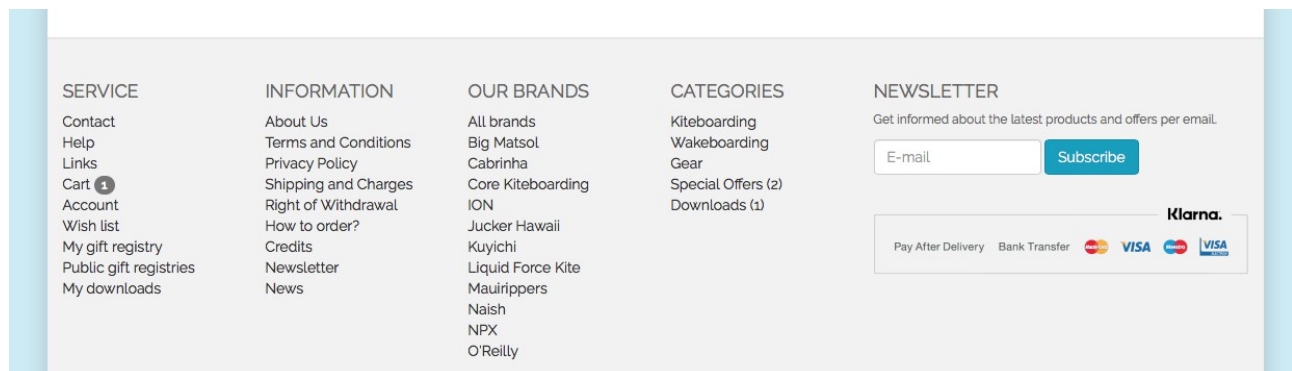 SERVICE
Contact
Help
Links
Cart 1
Account
Wish list
My gift registry
Public gift registries
My downloads
INFORMATION
About Us
Terms and Conditions
Privacy Policy
Shipping and Charges
Right of Withdrawal
How to order?
Credits
Newsletter
News
OUR BRANDS
All brands
Big Matsol
Cabrinha
Core Kiteboarding
ION
Jucker Hawaii
Kuyichi
Liquid Force Kite
Mauirippers
Naish
NPX
O'Reilly
CATEGORIES
Kiteboarding
Wakeboarding
Gear
Special Offers (2)
Downloads (1)
NEWSLETTER
Get informed about the latest products and offers per email.
E-mail Subscribe
Klarna.
Pay After Delivery Bank Transfer MasterCard VISA Maestro VISA